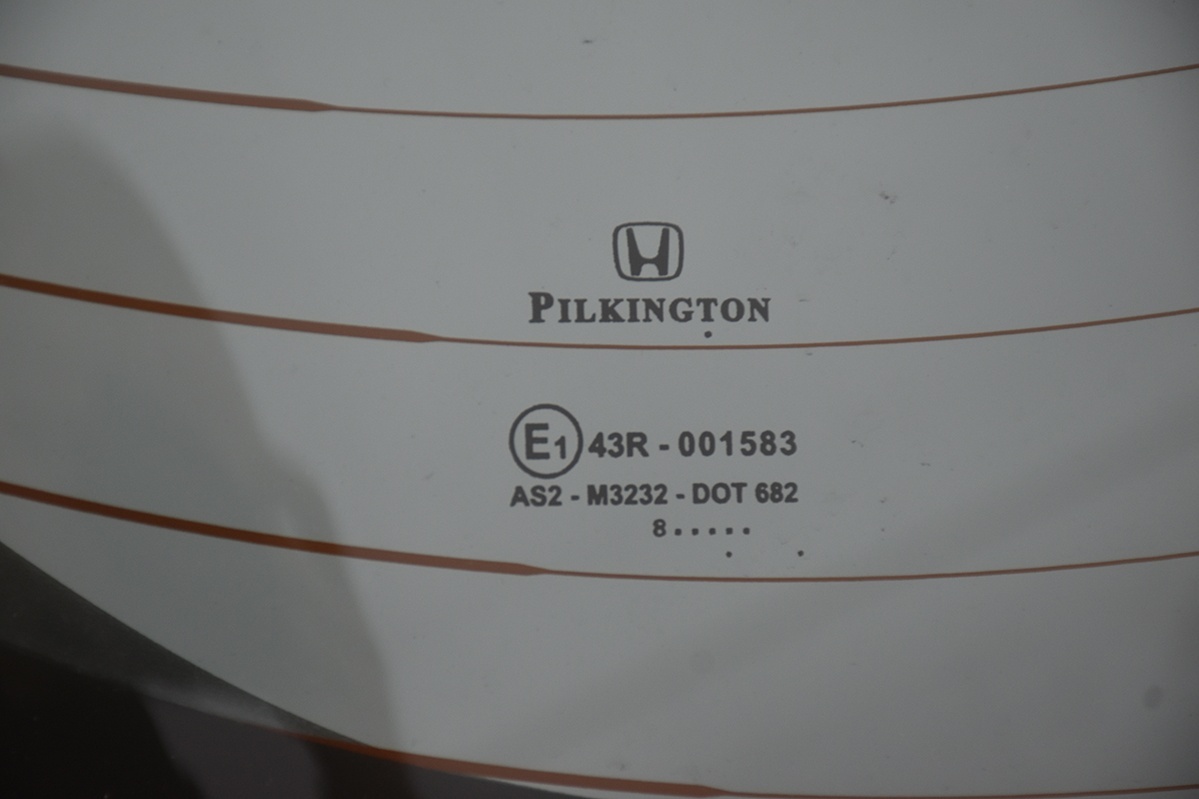 PILKINGTON
E1 43R - 001583
AS2 - M3232 - DOT 682
8.....